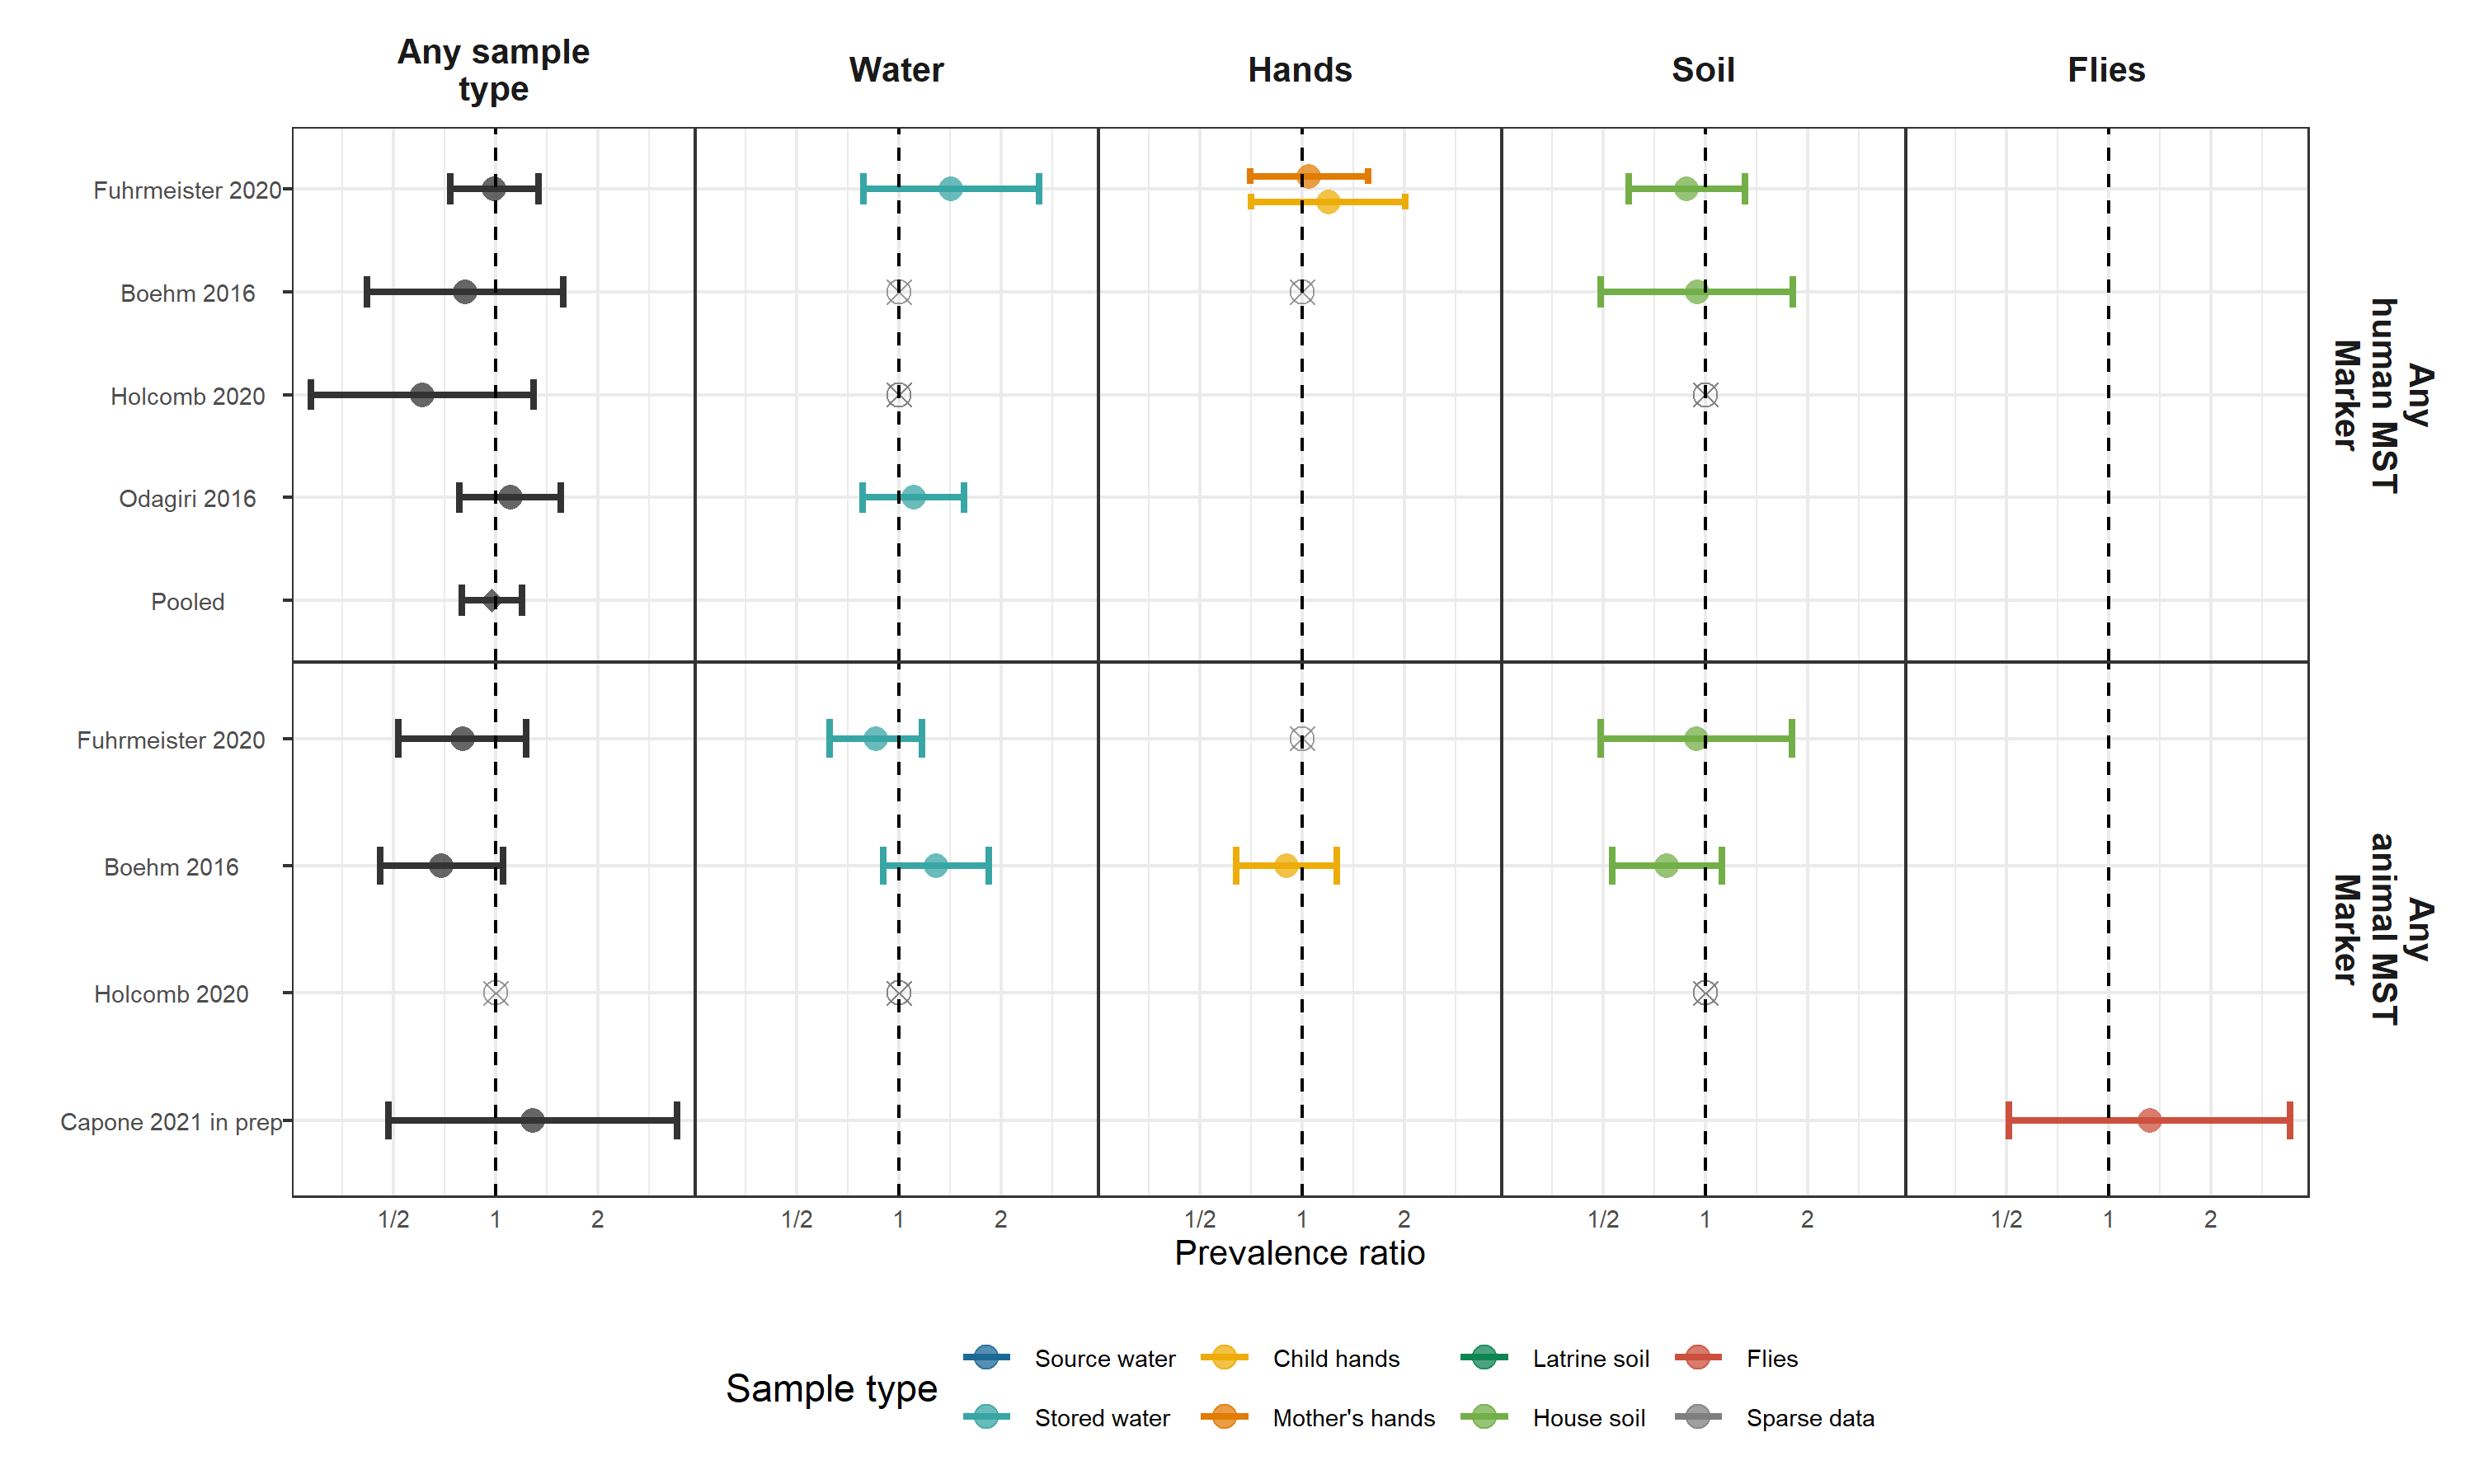 Any sample
type
Water
Hands
Soil
Flies
Fuhrmeister 2020
Boehm 2016
Holcomb 2020
Odagiri 2016
Pooled
Any
human MST
Marker
Fuhrmeister 2020
Boehm 2016
Holcomb 2020
Capone 2021 in prep
Any
animal MST
Marker
1/2 1 2
1/2 1 2
1/2 1 2
1/2 1 2
1/2 1 2
Prevalence ratio
Sample type
Source water
Stored water
Child hands
Mother's hands
Latrine soil
House soil
Flies
Sparse data